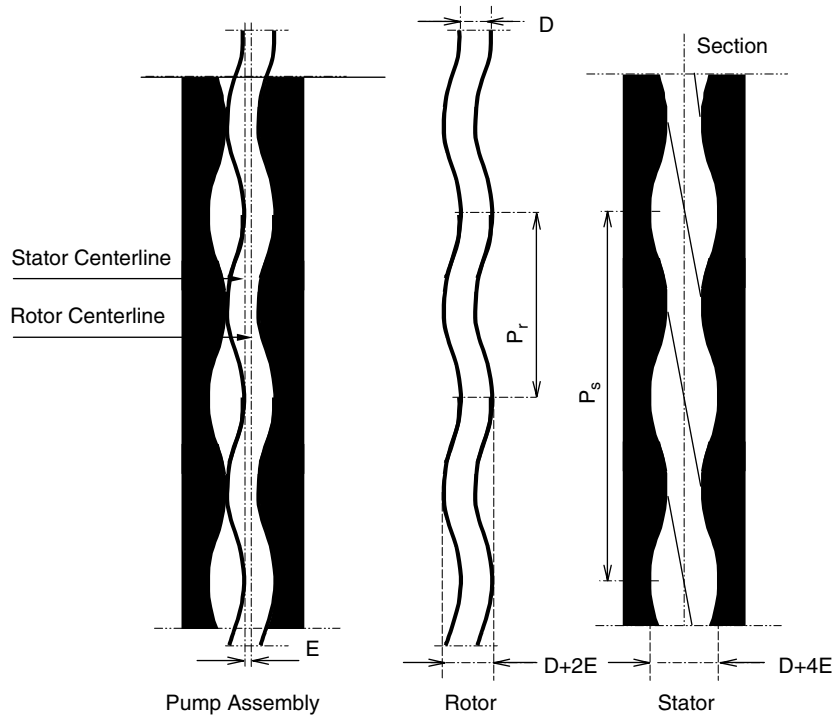 D
Section
Stator Centerline
Rotor Centerline
Pr
Ps
E
D+2E
D+4E
Pump Assembly
Rotor
Stator